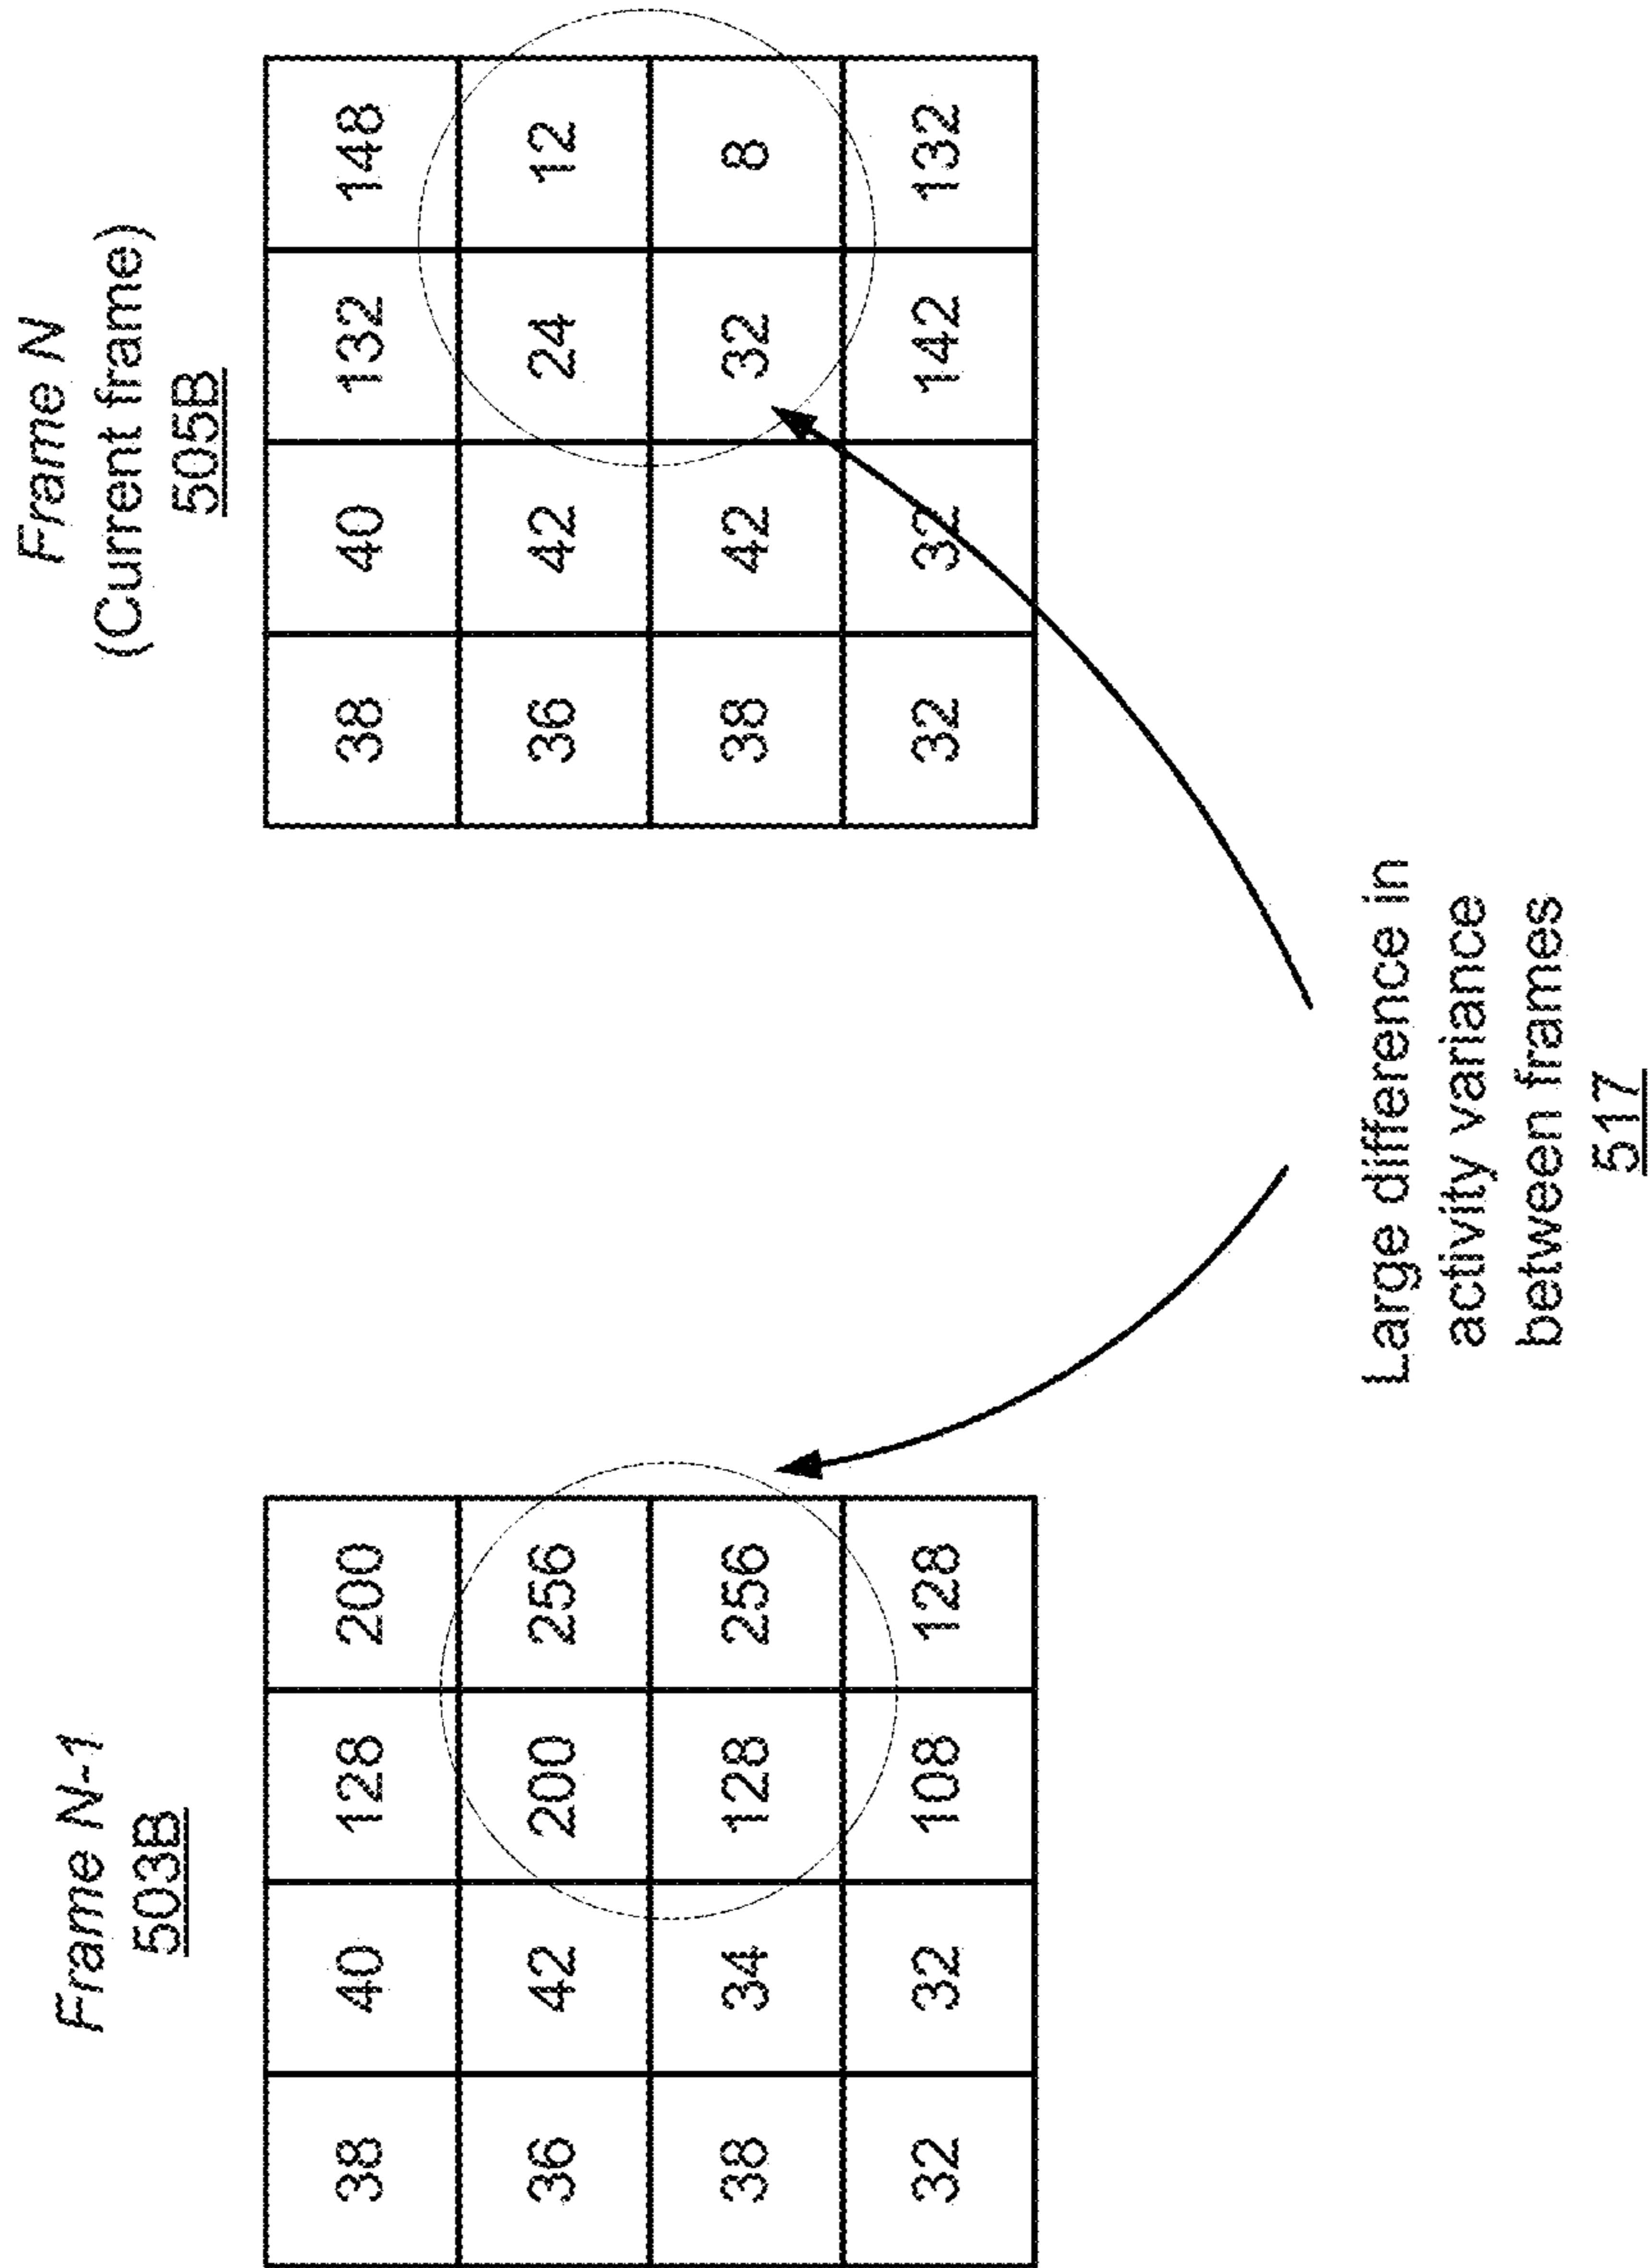 Frame N-1
503B
38 40 128 200
36 42 200 256
38 34 128 256
32 32 108 128
Frame N
(Current frame)
505B
38 40 132 148
36 42 24 12
38 42 32 8
32 32 142 132
Large difference in
activity variance
between frames
517